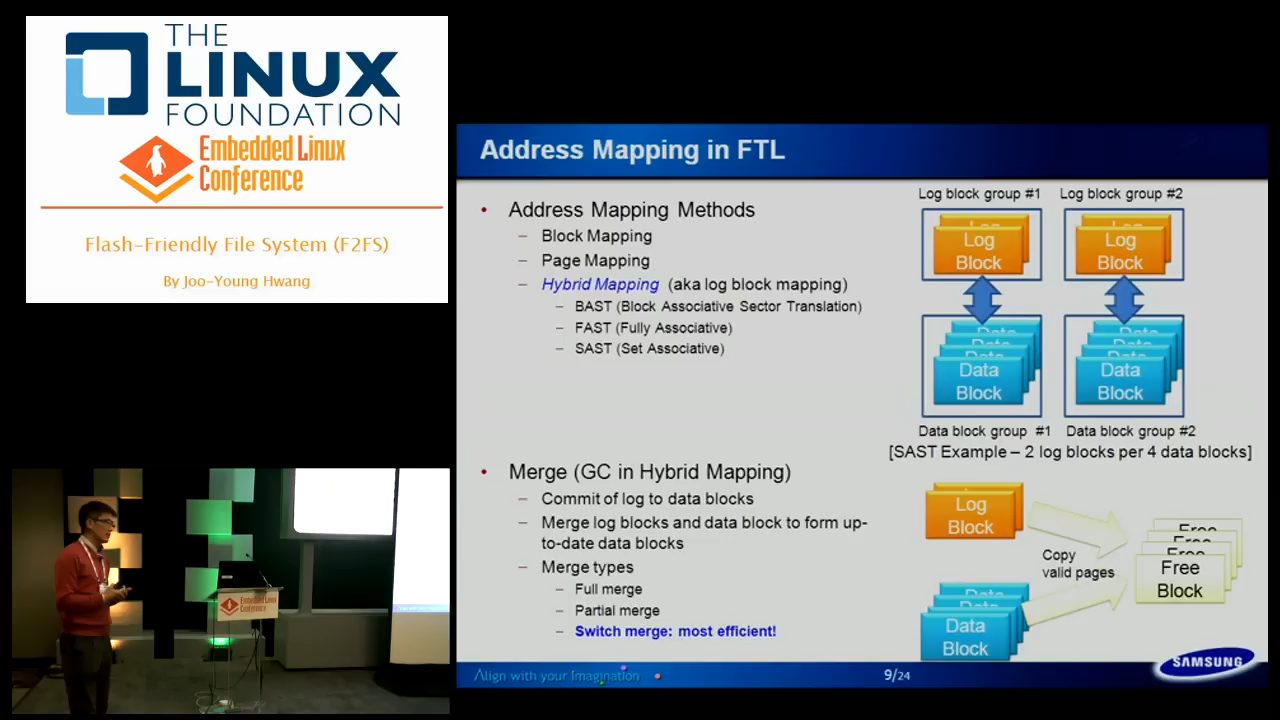 THE
LINUX
FOUNDATION
Embedded Linux
Conference
Flash-Friendly File System (F2FS)
By Joo-Young Hwang
Address Mapping in FTL
• Address Mapping Methods
– Block Mapping
– Page Mapping
– Hybrid Mapping (aka log block mapping)
– BAST (Block Associative Sector Translation)
– FAST (Fully Associative)
– SAST (Set Associative)
Log block group #1
Log block group #2
Log
Log
Block
Log
Log
Block
Data
Data
Data
Data
Block
Data
Data
Data
Data
Block
Data block group #1
Data block group #2
[SAST Example – 2 log blocks per 4 data blocks]
• Merge (GC in Hybrid Mapping)
– Commit of log to data blocks
– Merge log blocks and data block to form up-
to-date data blocks
– Merge types
– Full merge
– Partial merge
– Switch merge: most efficient!
Log
Block
Data
Data
Data
Block
Copy
valid pages
Free
Free
Free
Free
Block
Align with your Imagination
9/24
SAMSUNG
Embedded Linux
Conference